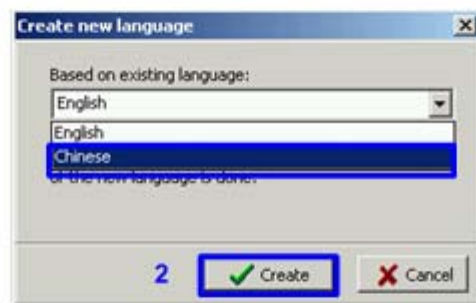 Create new language
Based on existing language:
English
English
Chinese
of the new language is done.
2
Create
Cancel